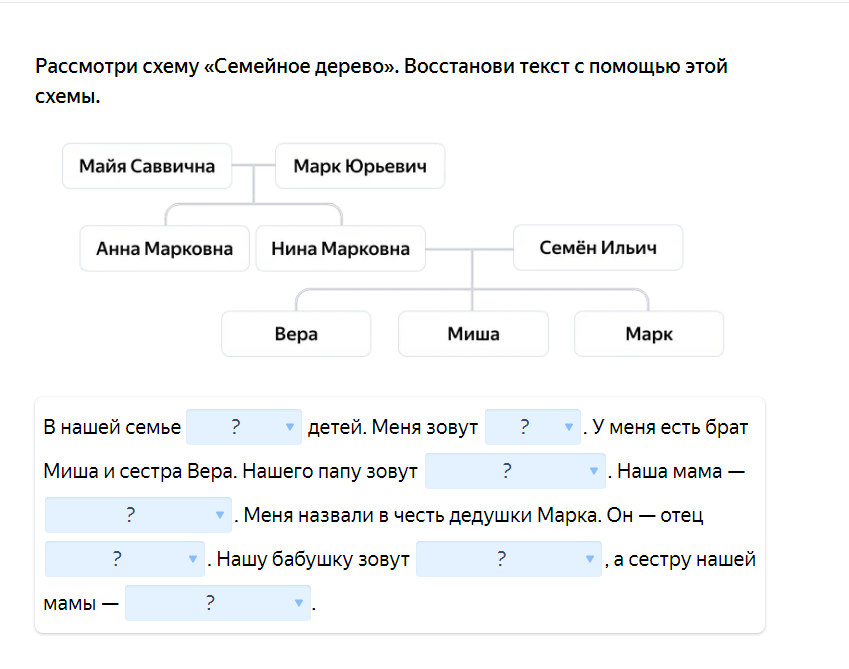 Рассмотри схему «Семейное дерево». Восстанови текст с помощью этой
схемы.
Майя Саввична
Марк Юрьевич
Анна Марковна
Нина Марковна
Семён Ильич
Вера
Миша
Марк
В нашей семье ? детей. Меня зовут ? . У меня есть брат
Миша и сестра Вера. Нашего папу зовут ? . Наша мама —
? . Меня назвали в честь дедушки Марка. Он — отец
? . Нашу бабушку зовут ? , а сестру нашей
мамы — ? .